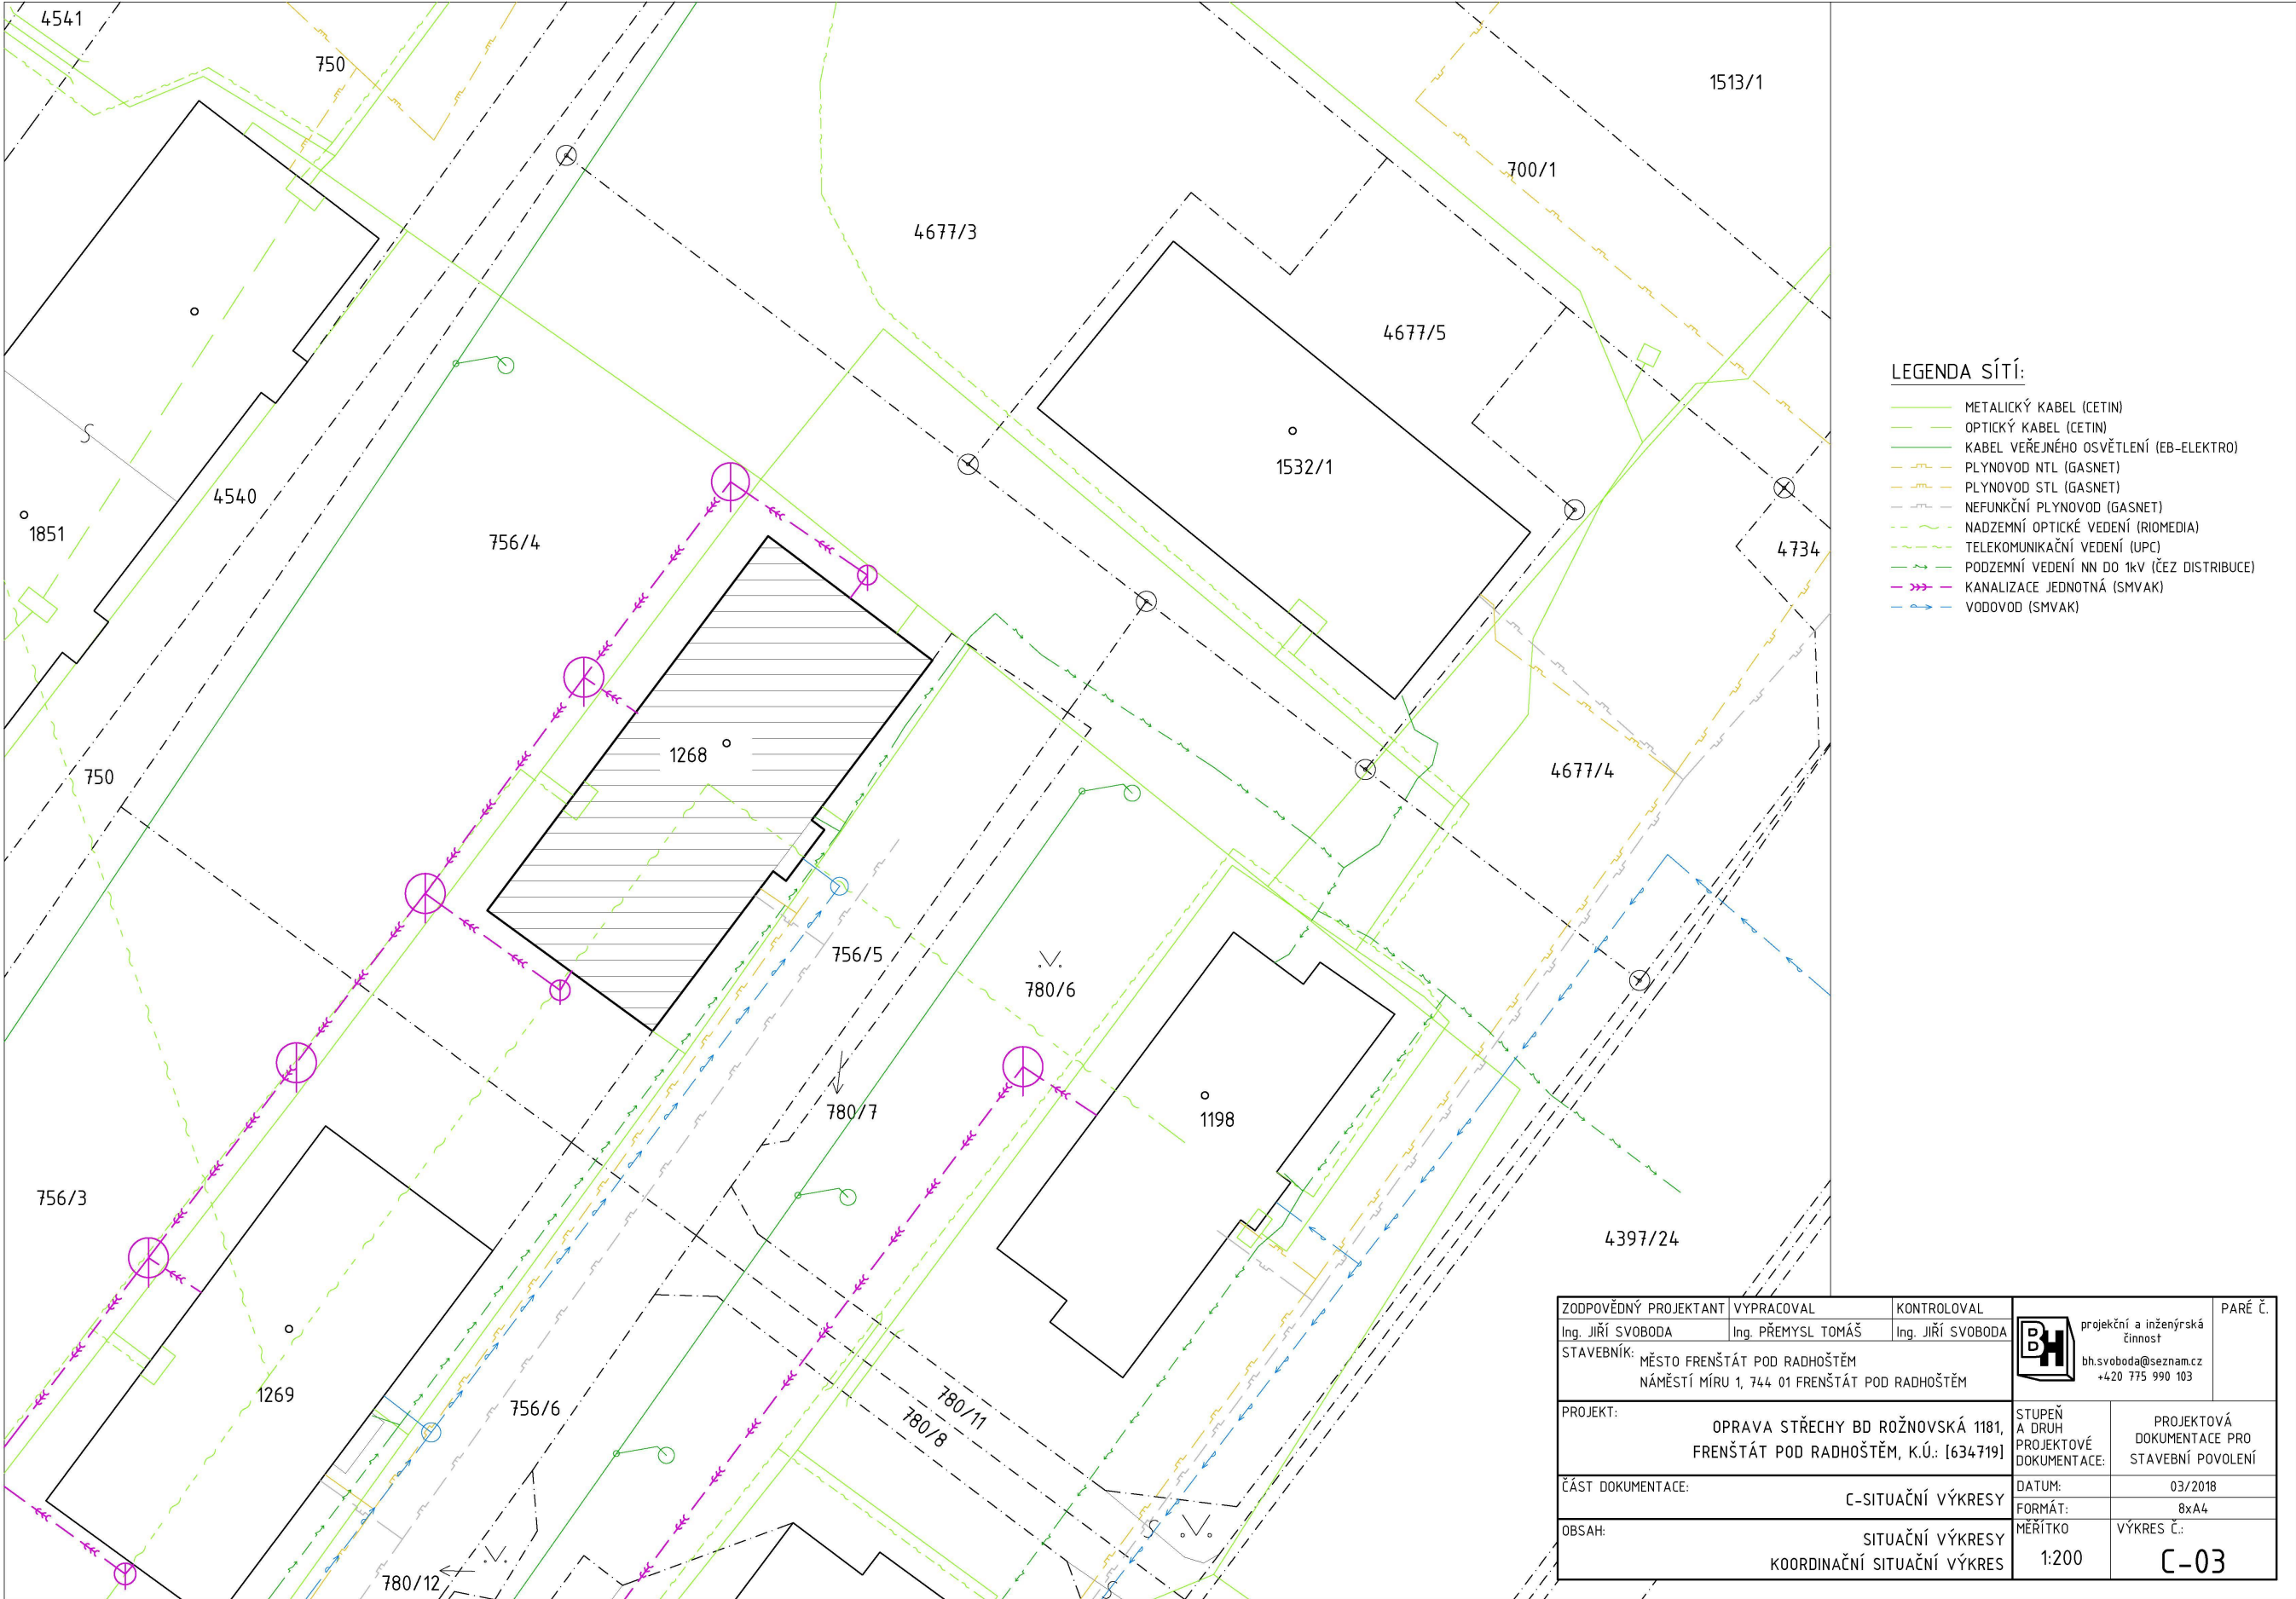 4541
750
1513/1
700/1
4677/3
4677/5
1532/1
4540
1851
756/4
4734
LEGENDA SÍTÍ:
METALICKÝ KABEL (CETIN)
OPTICKÝ KABEL (CETIN)
KABEL VEŘEJNÉHO OSVĚTLENÍ (EB-ELEKTRO)
PLYNOVOD NTL (GASNET)
PLYNOVOD STL (GASNET)
NEFUNKČNÍ PLYNOVOD (GASNET)
NADZEMNÍ OPTICKÉ VEDENÍ (RIOMEDIA)
TELEKOMUNIKAČNÍ VEDENÍ (UPC)
PODZEMNÍ VEDENÍ NN DO 1kV (ČEZ DISTRIBUCE)
KANALIZACE JEDNOTNÁ (SMVAK)
VODOVOD (SMVAK)
1268
750
4677/4
756/5
780/6
780/7
1198
756/3
4397/24
1269
756/6
780/11
780/8
780/12
ZODPOVĚDNÝ PROJEKTANT VYPRACOVAL KONTROLOVAL
Ing. JIŘÍ SVOBODA Ing. PŘEMYSL TOMÁŠ Ing. JIŘÍ SVOBODA
STAVEBNÍK: MĚSTO FRENŠTÁT POD RADHOŠTĚM
NÁMĚSTÍ MÍRU 1, 744 01 FRENŠTÁT POD RADHOŠTĚM
BH
projekční a inženýrská
činnost
bh.svoboda@seznam.cz
+420 775 990 103
PARÉ Č.
PROJEKT:
OPRAVA STŘECHY BD ROŽNOVSKÁ 1181,
FRENŠTÁT POD RADHOŠTĚM, K.Ú.: [634719]
STUPEŇ
A DRUH
PROJEKTOVÉ
DOKUMENTACE:
PROJEKTOVÁ
DOKUMENTACE PRO
STAVEBNÍ POVOLENÍ
ČÁST DOKUMENTACE:
C-SITUAČNÍ VÝKRESY
DATUM: 03/2018
FORMÁT: 8xA4
OBSAH:
SITUAČNÍ VÝKRESY
KOORDINAČNÍ SITUAČNÍ VÝKRES
MĚŘÍTKO
1:200
VÝKRES Č.:
C-03